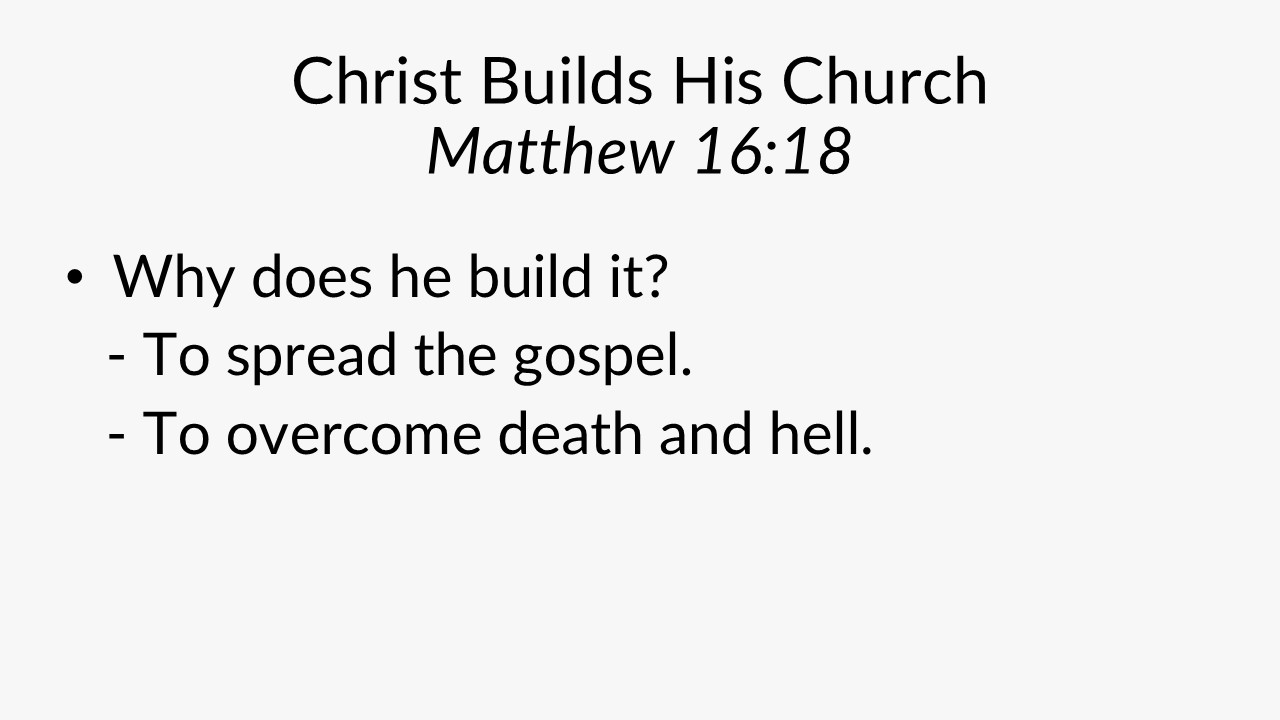 Christ Builds His Church
Matthew 16:18
• Why does he build it?
- To spread the gospel.
- To overcome death and hell.